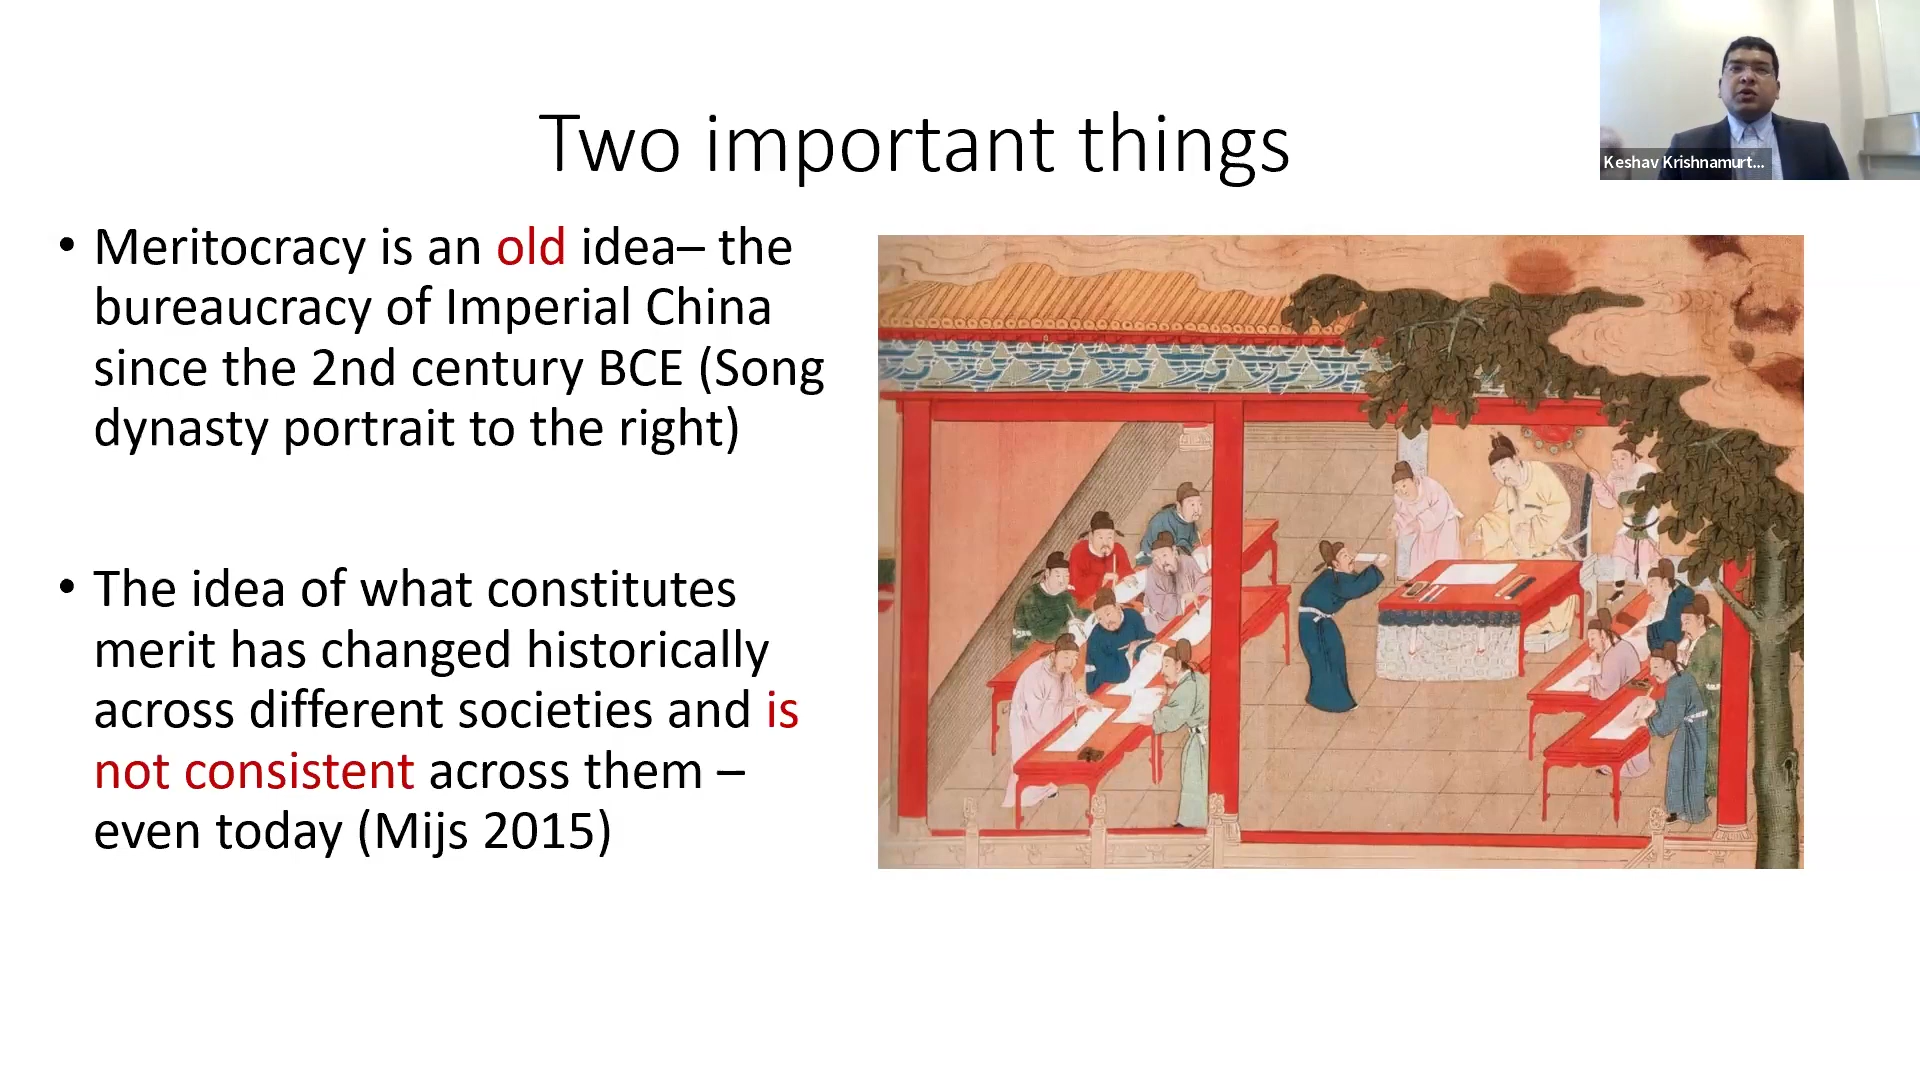 Two important things
Keshav Krishnamurt...
• Meritocracy is an old idea– the
bureaucracy of Imperial China
since the 2nd century BCE (Song
dynasty portrait to the right)
• The idea of what constitutes
merit has changed historically
across different societies and is
not consistent across them –
even today (Mijs 2015)